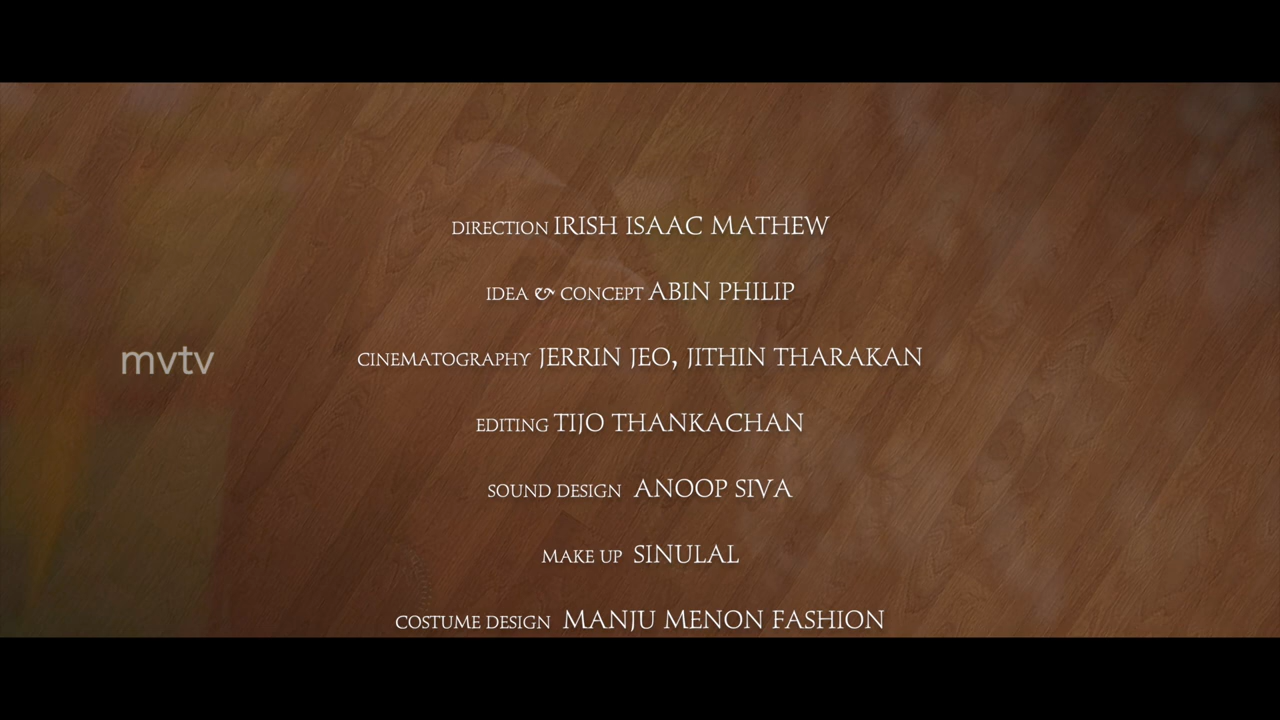 DIRECTION IRISH ISAAC MATHEW
IDEA & CONCEPT ABIN PHILIP
mvtv
CINEMATOGRAPHY JERRIN JEO, JITHIN THARAKAN
EDITING TIJO THANKACHAN
SOUND DESIGN ANOOP SIVA
MAKE UP SINULAL
COSTUME DESIGN MANJU MENON FASHION